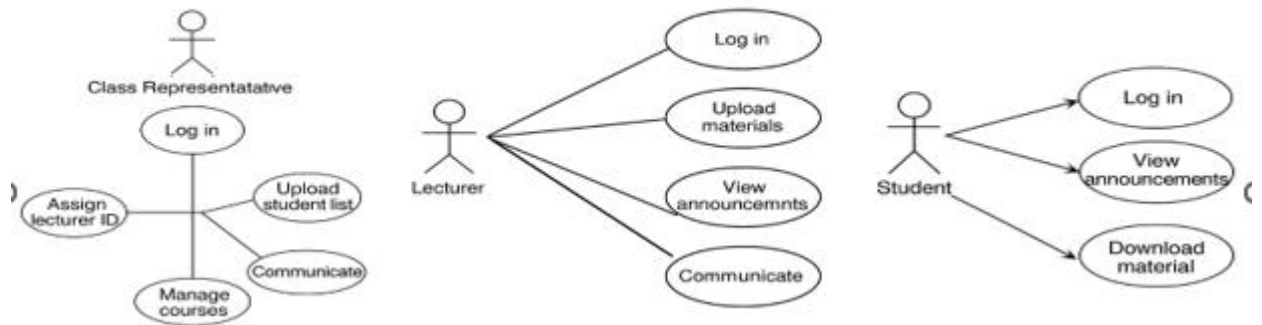 Class Representatative
Log in
Assign
lecturer ID
Upload
student list
Communicate
Manage
courses
Lecturer
Log in
Upload
materials
View
announcemnts
Communicate
Student
Log in
View
announcements
Download
material